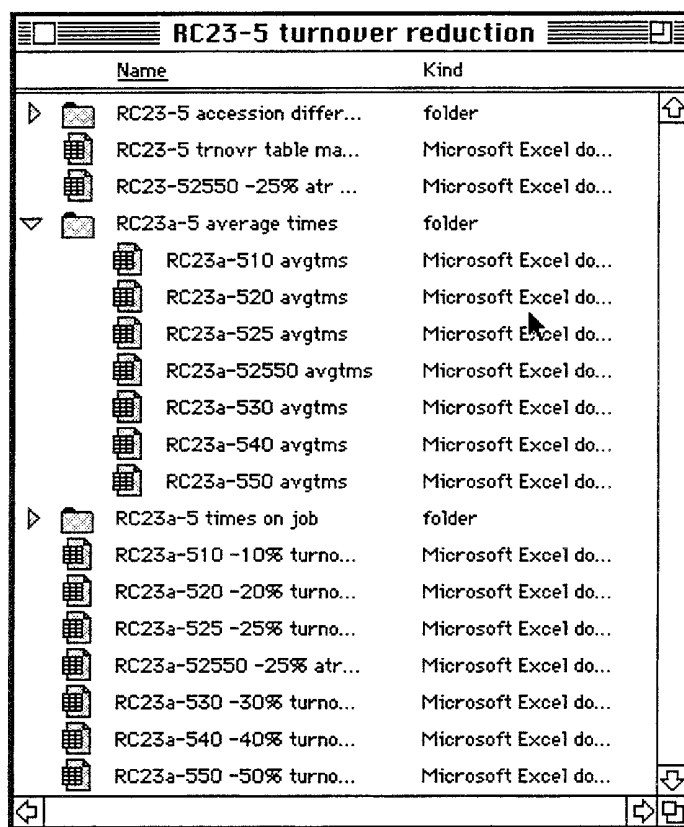 RC23-5 turnover reduction
Name Kind
RC23-5 accession differ... folder
RC23-5 trnovr table ma... Microsoft Excel do...
RC23-52550 -25% atr ... Microsoft Excel do...
RC23a-5 average times folder
RC23a-510 avgtms Microsoft Excel do...
RC23a-520 avgtms Microsoft Excel do...
RC23a-525 avgtms Microsoft Excel do...
RC23a-52550 avgtms Microsoft Excel do...
RC23a-530 avgtms Microsoft Excel do...
RC23a-540 avgtms Microsoft Excel do...
RC23a-550 avgtms Microsoft Excel do...
RC23a-5 times on job folder
RC23a-510 -10% turno... Microsoft Excel do...
RC23a-520 -20% turno... Microsoft Excel do...
RC23a-525 -25% turno... Microsoft Excel do...
RC23a-52550 -25% atr... Microsoft Excel do...
RC23a-530 -30% turno... Microsoft Excel do...
RC23a-540 -40% turno... Microsoft Excel do...
RC23a-550 -50% turno... Microsoft Excel do...